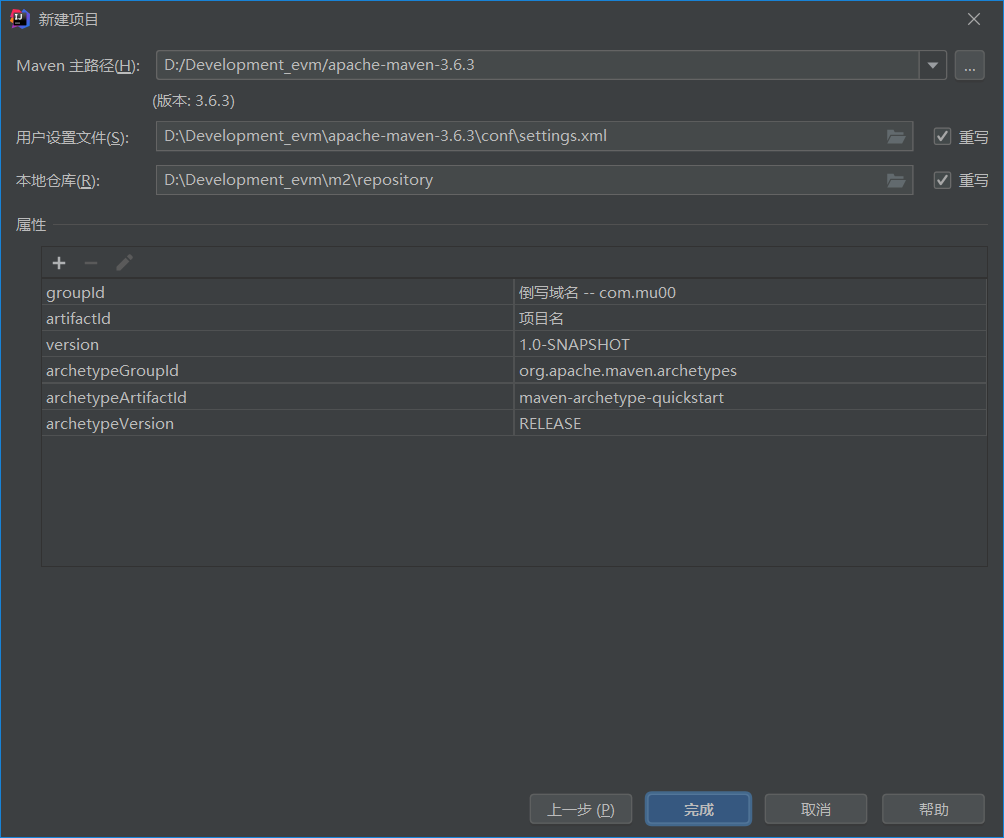 新建项目
Maven 主路径(H): D:/Development_evm/apache-maven-3.6.3 ...
(版本: 3.6.3)
用户设置文件(S): D:\Development_evm\apache-maven-3.6.3\conf\settings.xml 重写
本地仓库(R): D:\Development_evm\m2\repository 重写
属性
groupId 倒写域名 -- com.mu00
artifactId 项目名
version 1.0-SNAPSHOT
archetypeGroupId org.apache.maven.archetypes
archetypeArtifactId maven-archetype-quickstart
archetypeVersion RELEASE
上一步 (P) 完成 取消 帮助